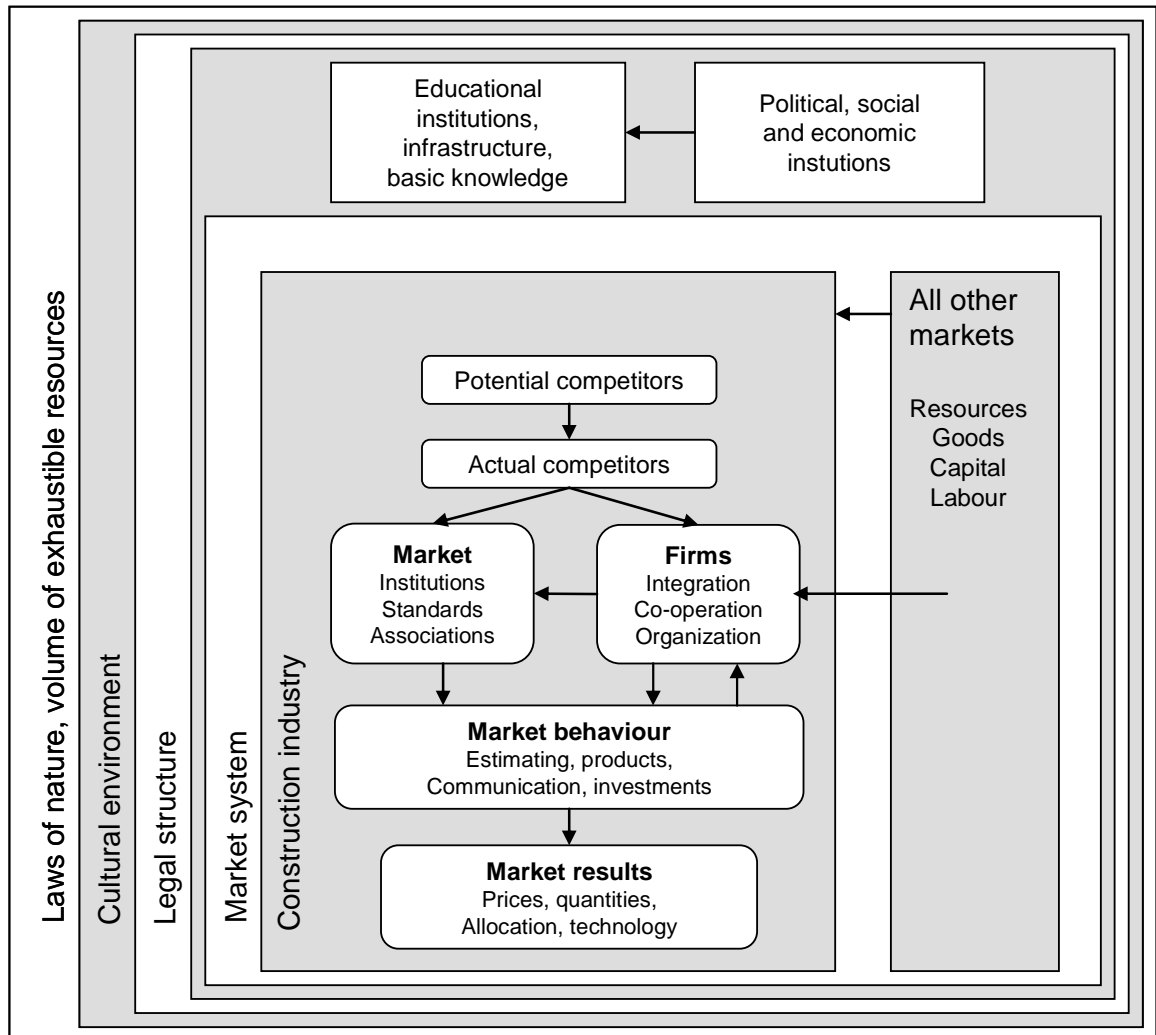 Laws of nature, volume of exhaustible resources
Cultural environment
Legal structure
Educational
institutions,
infrastructure,
basic knowledge
Political, social
and economic
instutions
Market system
Construction industry
Potential competitors
Actual competitors
Market
Institutions
Standards
Associations
Firms
Integration
Co-operation
Organization
Market behaviour
Estimating, products,
Communication, investments
Market results
Prices, quantities,
Allocation, technology
All other
markets
Resources
Goods
Capital
Labour